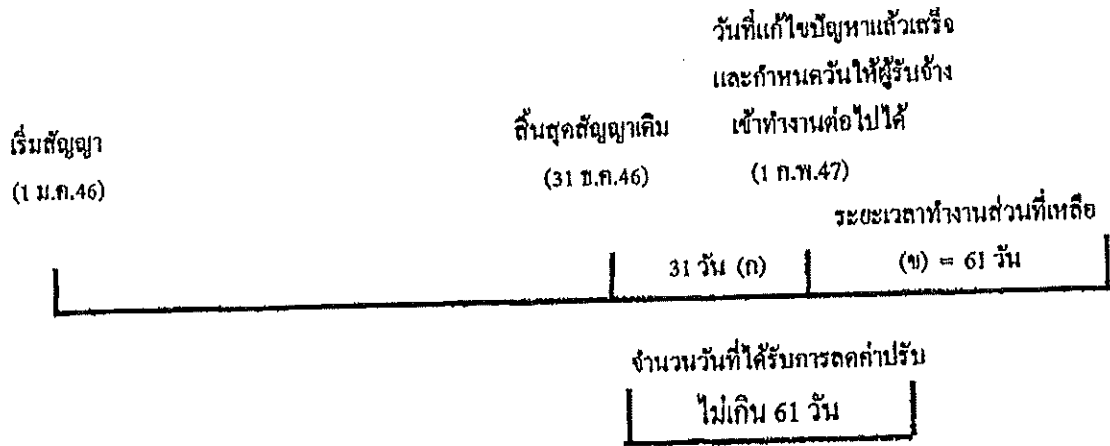 วันที่แก้ไขปัญหาแล้วเสร็จ
และกำหนดวันให้ผู้รับจ้าง
เข้าทำงานต่อไปได้
(1 ก.พ.47)
เริ่มสัญญา
(1 ม.ค.46)
สิ้นสุดสัญญาเดิม
(31 ธ.ค.46)
ระยะเวลาทำงานส่วนที่เหลือ
31 วัน (ก)
(ข) = 61 วัน
จำนวนวันที่ได้รับการลดค่าปรับ
ไม่เกิน 61 วัน